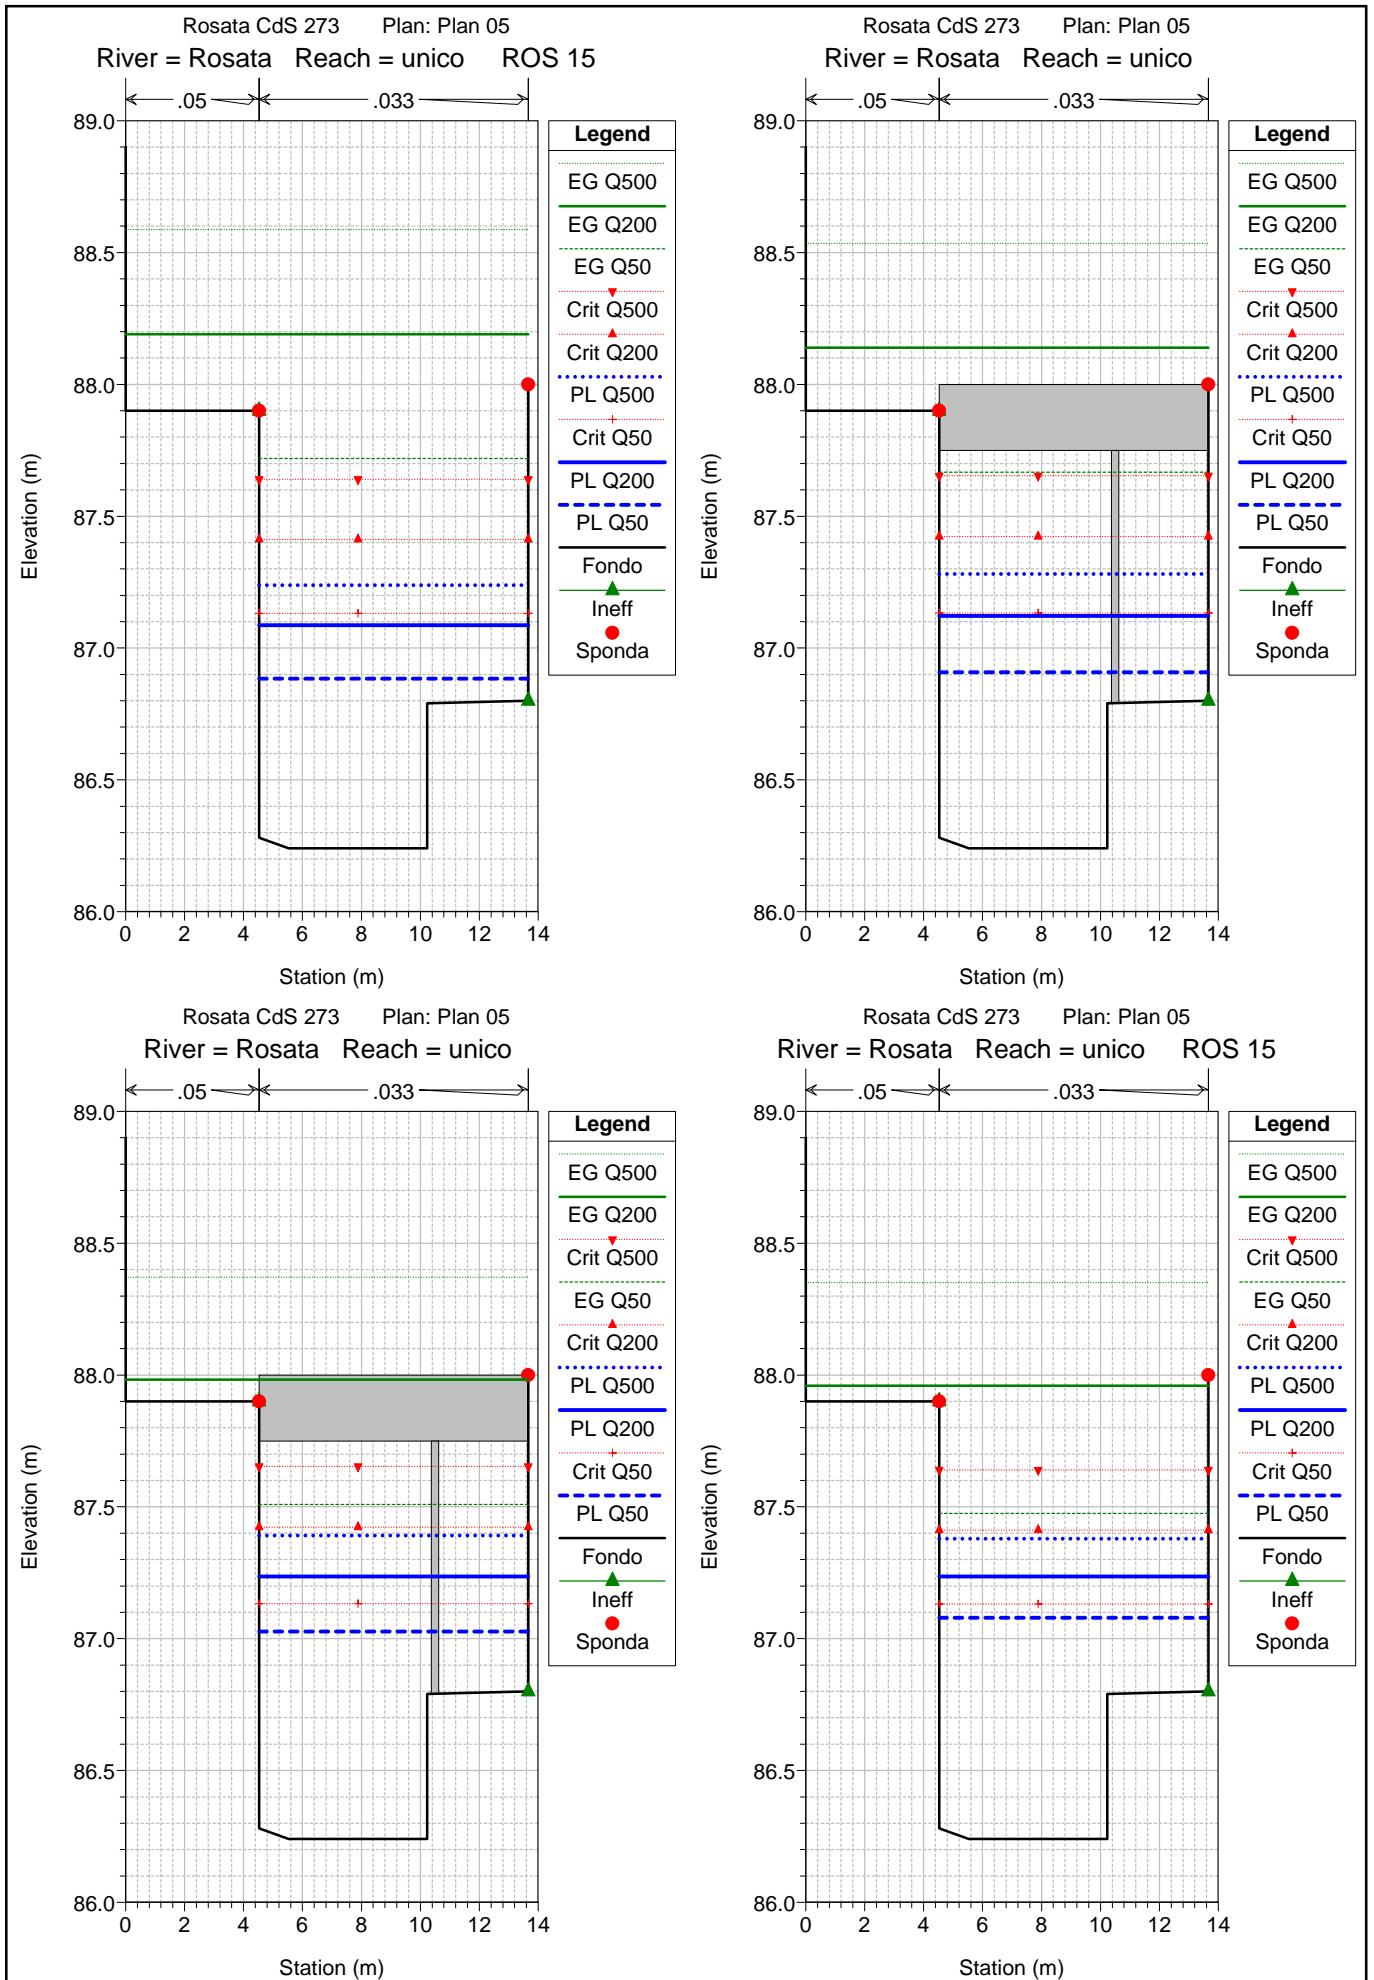 Rosata CdS 273 Plan: Plan 05
River = Rosata Reach = unico ROS 15
.05 .033
Elevation (m)
89.0
88.5
88.0
87.5
87.0
86.5
86.0
0 2 4 6 8 10 12 14
Station (m)
Legend
EG Q500
EG Q200
EG Q50
Crit Q500
Crit Q200
PL Q500
Crit Q50
PL Q200
PL Q50
Fondo
Ineff
Sponda
Rosata CdS 273 Plan: Plan 05
River = Rosata Reach = unico
.05 .033
Elevation (m)
89.0
88.5
88.0
87.5
87.0
86.5
86.0
0 2 4 6 8 10 12 14
Station (m)
Legend
EG Q500
EG Q200
EG Q50
Crit Q500
Crit Q200
PL Q500
Crit Q50
PL Q200
PL Q50
Fondo
Ineff
Sponda
Rosata CdS 273 Plan: Plan 05
River = Rosata Reach = unico
.05 .033
Elevation (m)
89.0
88.5
88.0
87.5
87.0
86.5
86.0
0 2 4 6 8 10 12 14
Station (m)
Legend
EG Q500
EG Q200
Crit Q500
EG Q50
Crit Q200
PL Q500
PL Q200
Crit Q50
PL Q50
Fondo
Ineff
Sponda
Rosata CdS 273 Plan: Plan 05
River = Rosata Reach = unico ROS 15
.05 .033
Elevation (m)
89.0
88.5
88.0
87.5
87.0
86.5
86.0
0 2 4 6 8 10 12 14
Station (m)
Legend
EG Q500
EG Q200
Crit Q500
EG Q50
Crit Q200
PL Q500
PL Q200
Crit Q50
PL Q50
Fondo
Ineff
Sponda